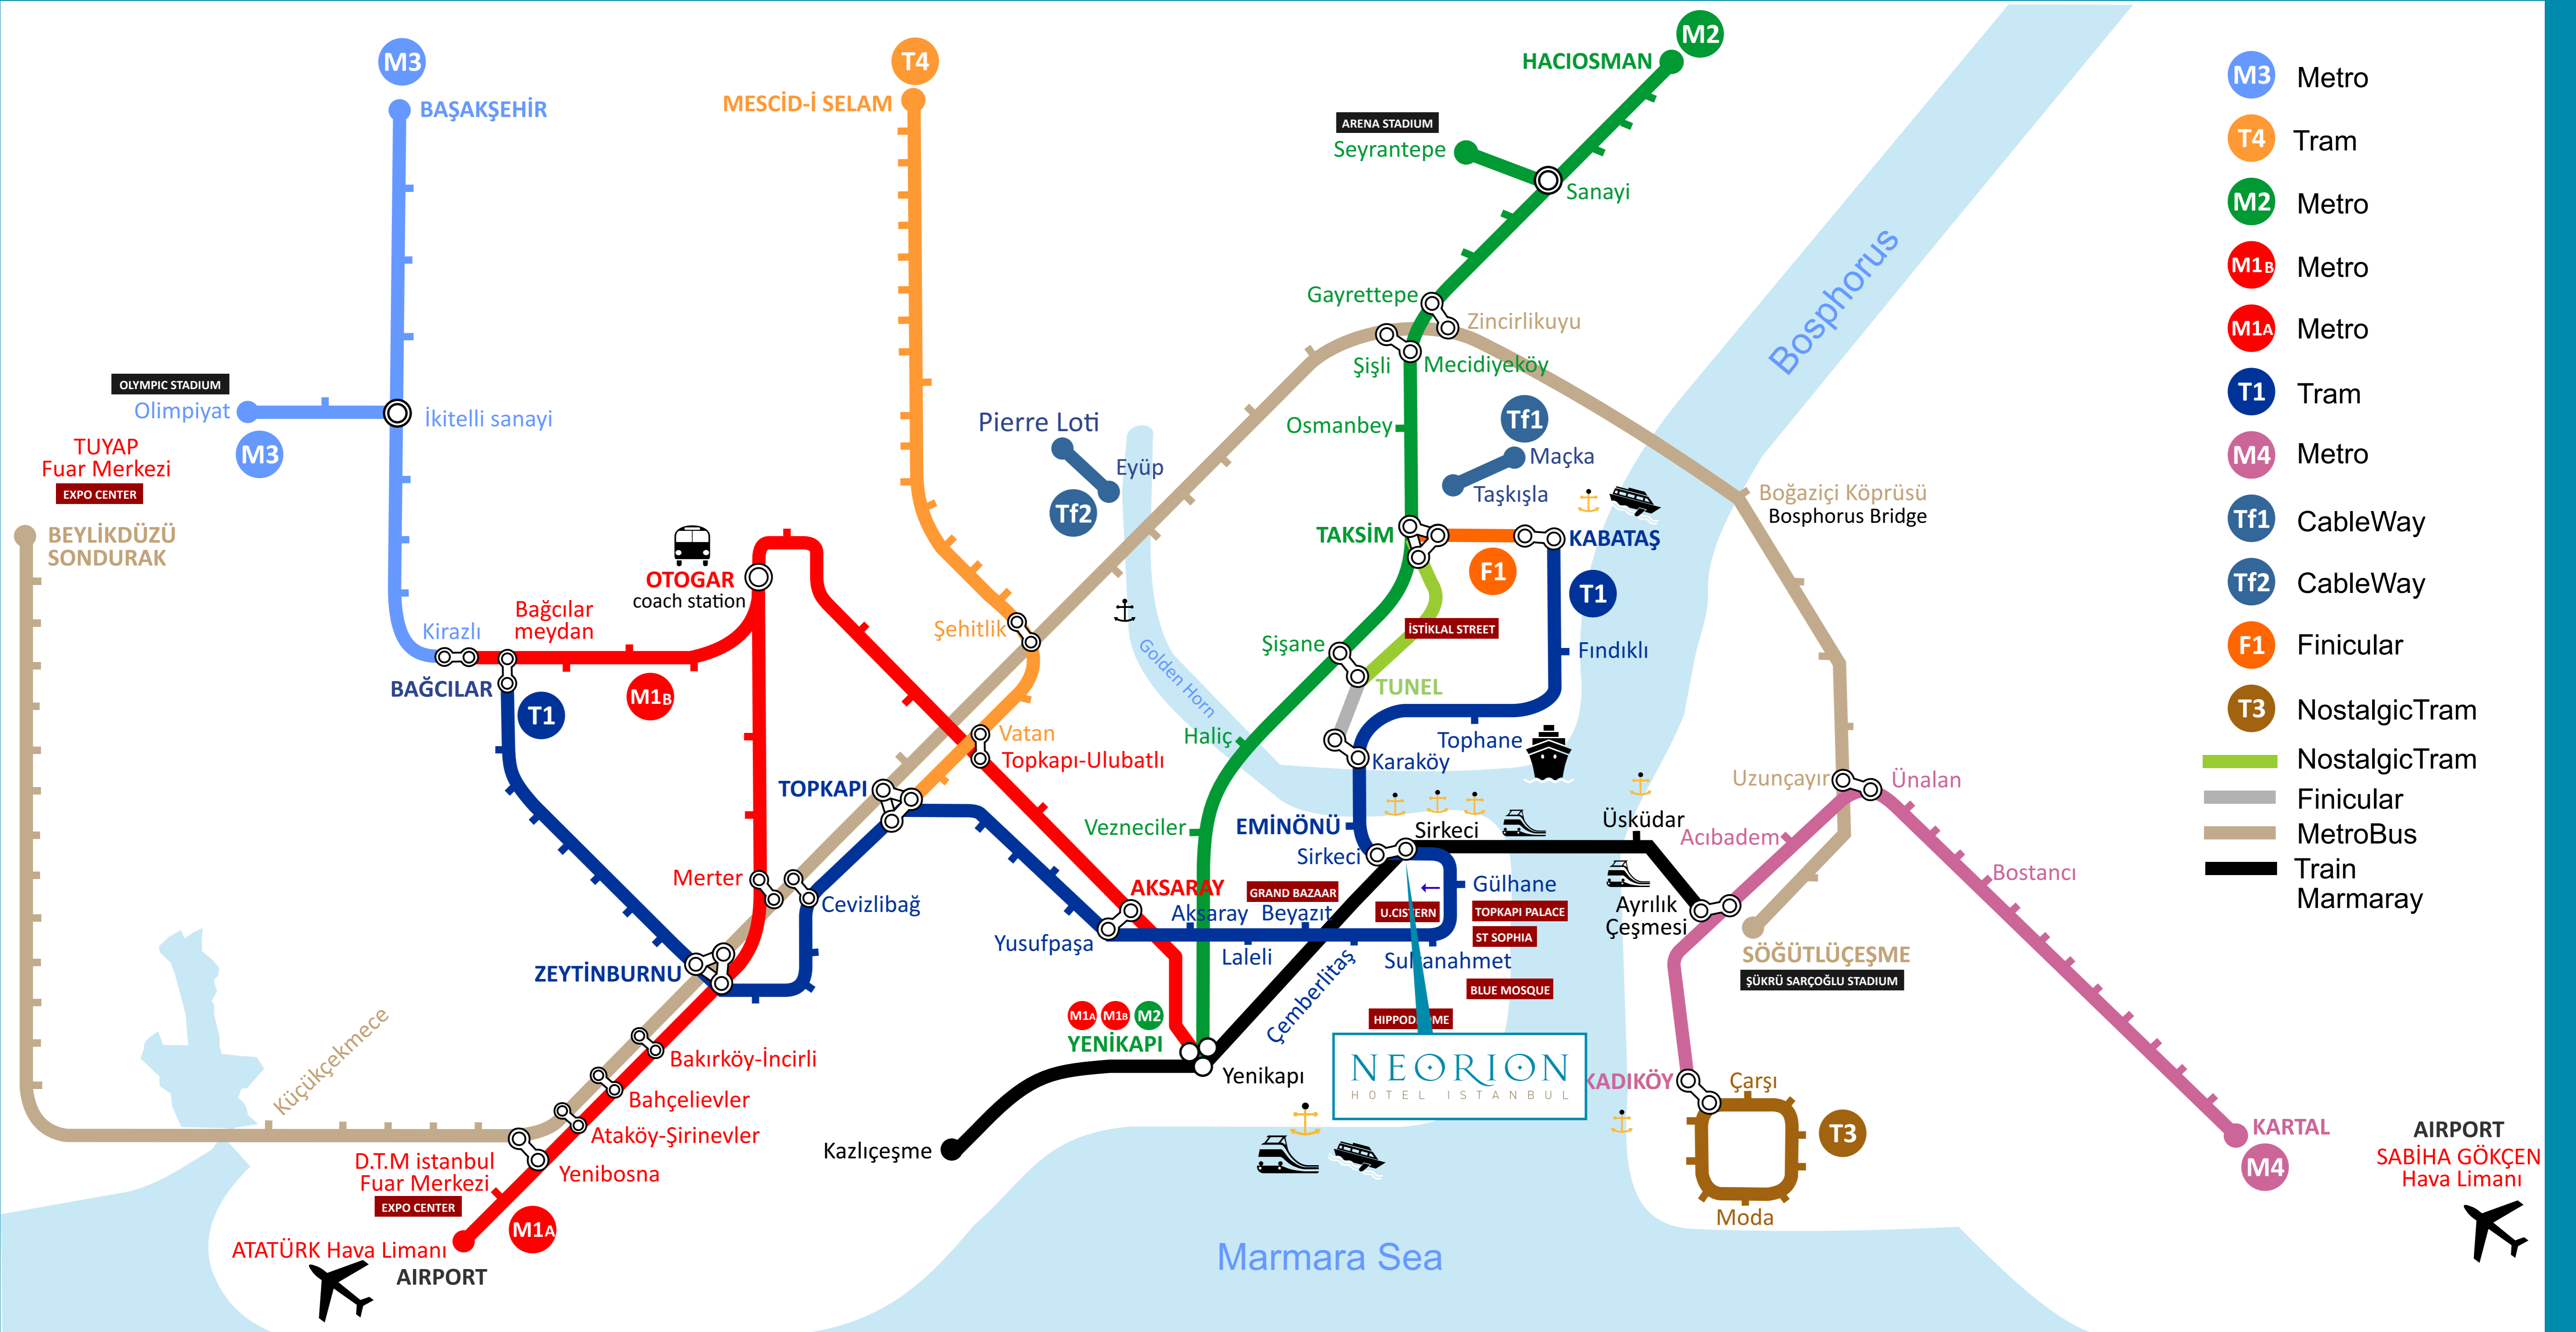 M3
BAŞAKŞEHİR
T4
MESCİD-İ SELAM
M2
HACIOSMAN
ARENA STADIUM
Seyrantepe
Sanayi
Gayrettepe
Zincirlikuyu
Şişli
Mecidiyeköy
Osmanbey
Bosphorus
OLYMPIC STADIUM
Olimpiyat
M3
İkitelli sanayi
TUYAP
Fuar Merkezi
EXPO CENTER
BEYLİKDÜZÜ
SONDURAK
Pierre Loti
Eyüp
Tf2
Tf1
Maçka
Taşkışla
Boğaziçi Köprüsü
Bosphorus Bridge
TAKSİM
F1
KABATAŞ
T1
Fındıklı
İSTİKLAL STREET
Şişane
TUNEL
OTOGAR
coach station
Bağcılar
meydan
Kirazlı
BAĞCILAR
T1
M1B
Şehitlik
Golden Horn
Vatan
Topkapı-Ulubatlı
Haliç
Tophane
Karaköy
TOPKAPI
Vezneciler
EMİNÖNÜ
Sirkeci
Sirkeci
Üsküdar
Uzunçayır
Ünalan
Acıbadem
Bostancı
Merter
Cevizlibağ
AKSARAY
Aksaray
GRAND BAZAAR
Beyazıt
U.CISTERN
←
Gülhane
TOPKAPI PALACE
ST SOPHIA
Yusufpaşa
Laleli
Çemberlitaş
Sultanahmet
BLUE MOSQUE
HIPPODROME
Ayrılık
Çeşmesi
SÖĞÜTLÜÇEŞME
ŞÜKRÜ SARÇOĞLU STADIUM
ZEYTİNBURNU
M1A
M1B
M2
YENİKAPI
Yenikapı
NEORION
HOTEL ISTANBUL
KADIKÖY
Çarşı
T3
Moda
Küçükçekmece
Bakırköy-İncirli
Bahçelievler
Ataköy-Şirinevler
Yenibosna
D.T.M istanbul
Fuar Merkezi
EXPO CENTER
M1A
ATATÜRK Hava Limanı
AIRPORT
Kazlıçeşme
Marmara Sea
KARTAL
M4
AIRPORT
SABİHA GÖKÇEN
Hava Limanı
M3 Metro
T4 Tram
M2 Metro
M1B Metro
M1A Metro
T1 Tram
M4 Metro
Tf1 CableWay
Tf2 CableWay
F1 Finicular
T3 NostalgicTram
NostalgicTram
Finicular
MetroBus
Train
Marmaray